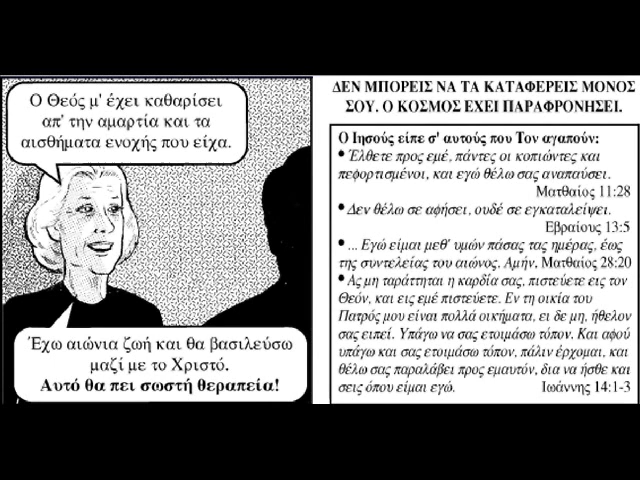 Ο Θεός μ' έχει καθαρίσει
απ' την αμαρτία και τα
αισθήματα ενοχής που είχα.
Έχω αιώνια ζωή και θα βασιλεύσω
μαζί με το Χριστό.
Αυτό θα πει σωστή θεραπεία!
ΔΕΝ ΜΠΟΡΕΙΣ ΝΑ ΤΑ ΚΑΤΑΦΕΡΕΙΣ ΜΟΝΟΣ
ΣΟΥ. Ο ΚΟΣΜΟΣ ΕΧΕΙ ΠΑΡΑΦΡΟΝΗΣΕΙ.
Ο Ιησούς είπε σ' αυτούς που Τον αγαπούν:
• Έλθετε προς εμέ, πάντες οι κοπιώντες και
πεφορτισμένοι, και εγώ θέλω σας αναπαύσει.
Ματθαίος 11:28
• Δεν θέλω σε αφήσει, ουδέ σε εγκαταλείψει.
Εβραίους 13:5
• ... Εγώ είμαι μεθ' υμών πάσας τας ημέρας, έως
της συντελείας του αιώνος. Αμήν. Ματθαίος 28:20
• Ας μη ταράττηται η καρδία σας, πιστεύετε εις τον
Θεόν, και εις εμέ πιστεύετε. Εν τη οικία του
Πατρός μου είναι πολλά οικήματα, ει δε μη, ήθελον
σας ειπεί. Υπάγω να σας ετοιμάσω τόπον. Και αφού
υπάγω και σας ετοιμάσω τόπον, πάλιν έρχομαι, και
θέλω σας παραλάβει προς εμαυτόν, δια να ήσθε και
σεις όπου είμαι εγώ. Ιωάννης 14:1-3